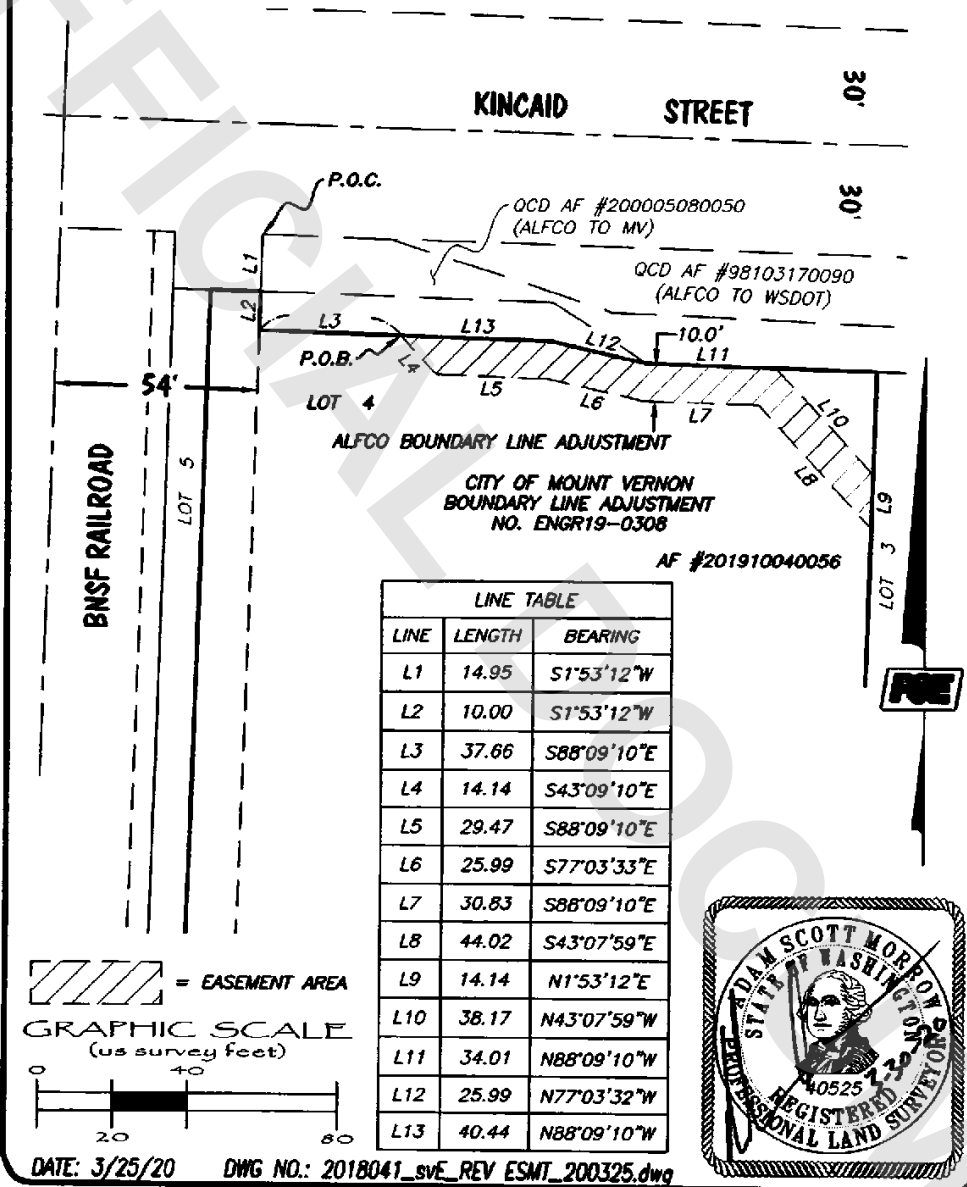 KINCAID STREET
30'
30'
P.O.C.
QCD AF #200005080050
(ALFCO TO MV)
QCD AF #98103170090
(ALFCO TO WSDOT)
L1
L2
L3
L13
L12
10.0'
L11
P.O.B.
L4
L5
L6
L7
L10
L8
L9
54'
LOT 4
LOT 5
LOT 3
BNSF RAILROAD
ALFCO BOUNDARY LINE ADJUSTMENT
CITY OF MOUNT VERNON
BOUNDARY LINE ADJUSTMENT
NO. ENGR19-0308
AF #201910040056
LINE TABLE
LINE LENGTH BEARING
L1 14.95 S1°53'12"W
L2 10.00 S1°53'12"W
L3 37.66 S88°09'10"E
L4 14.14 S43°09'10"E
L5 29.47 S88°09'10"E
L6 25.99 S77°03'33"E
L7 30.83 S88°09'10"E
L8 44.02 S43°07'59"E
L9 14.14 N1°53'12"E
L10 38.17 N43°07'59"W
L11 34.01 N88°09'10"W
L12 25.99 N77°03'32"W
L13 40.44 N88°09'10"W
= EASEMENT AREA
GRAPHIC SCALE
(us survey feet)
0 40
20 80
ADAM SCOTT MORROW
STATE OF WASHINGTON
40525
REGISTERED
PROFESSIONAL LAND SURVEYOR
3-30-20
DATE: 3/25/20 DWG NO.: 2018041_svE_REV ESMT_200325.dwg